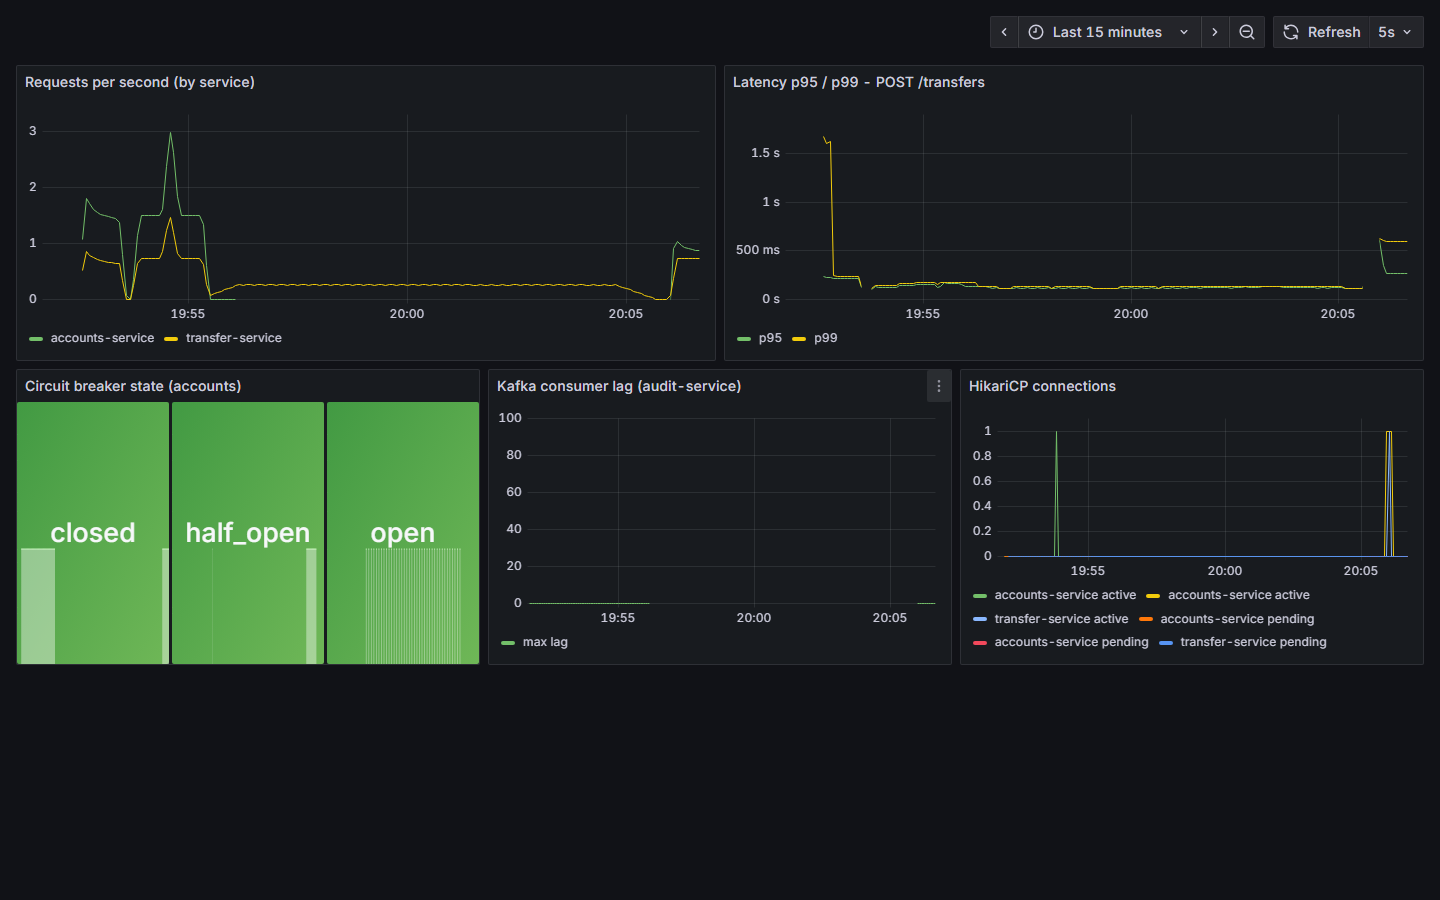 Last 15 minutes
Refresh 5s
Requests per second (by service)
3
2
1
0
19:55 20:00 20:05
accounts-service transfer-service
Latency p95 / p99 - POST /transfers
1.5 s
1 s
500 ms
0 s
19:55 20:00 20:05
p95 p99
Circuit breaker state (accounts)
closed half_open open
Kafka consumer lag (audit-service)
100
80
60
40
20
0
19:55 20:00 20:05
max lag
HikariCP connections
1
0.8
0.6
0.4
0.2
0
19:55 20:00 20:05
accounts-service active accounts-service active
transfer-service active accounts-service pending
accounts-service pending transfer-service pending